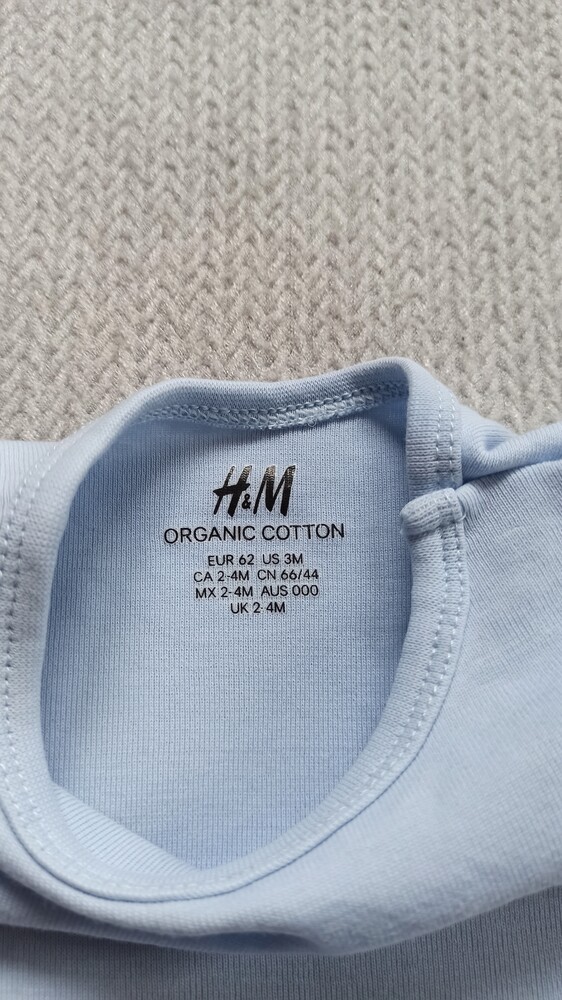 H&M
ORGANIC COTTON
EUR 62 US 3M
CA 2-4M CN 66/44
MX 2-4M AUS 000
UK 2-4M